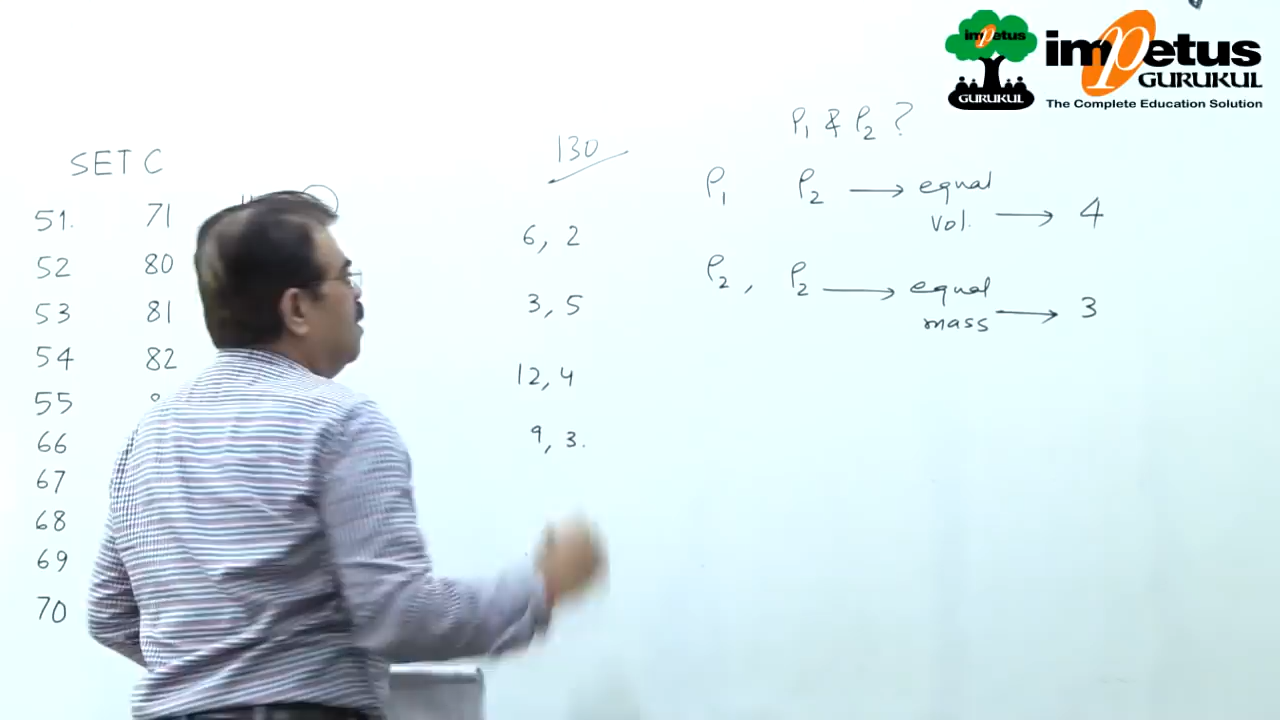 impetus
GURUKUL
impetus
GURUKUL
The Complete Education Solution
SET C
51. 71
52 80
53 81
54 82
55
66
67
68
69
70
130
6, 2
3, 5
12, 4
9, 3.
ρ₁ & ρ₂ ?
ρ₁ ρ₂ → equal
vol. → 4
ρ₂, ρ₂ → equal
mass → 3